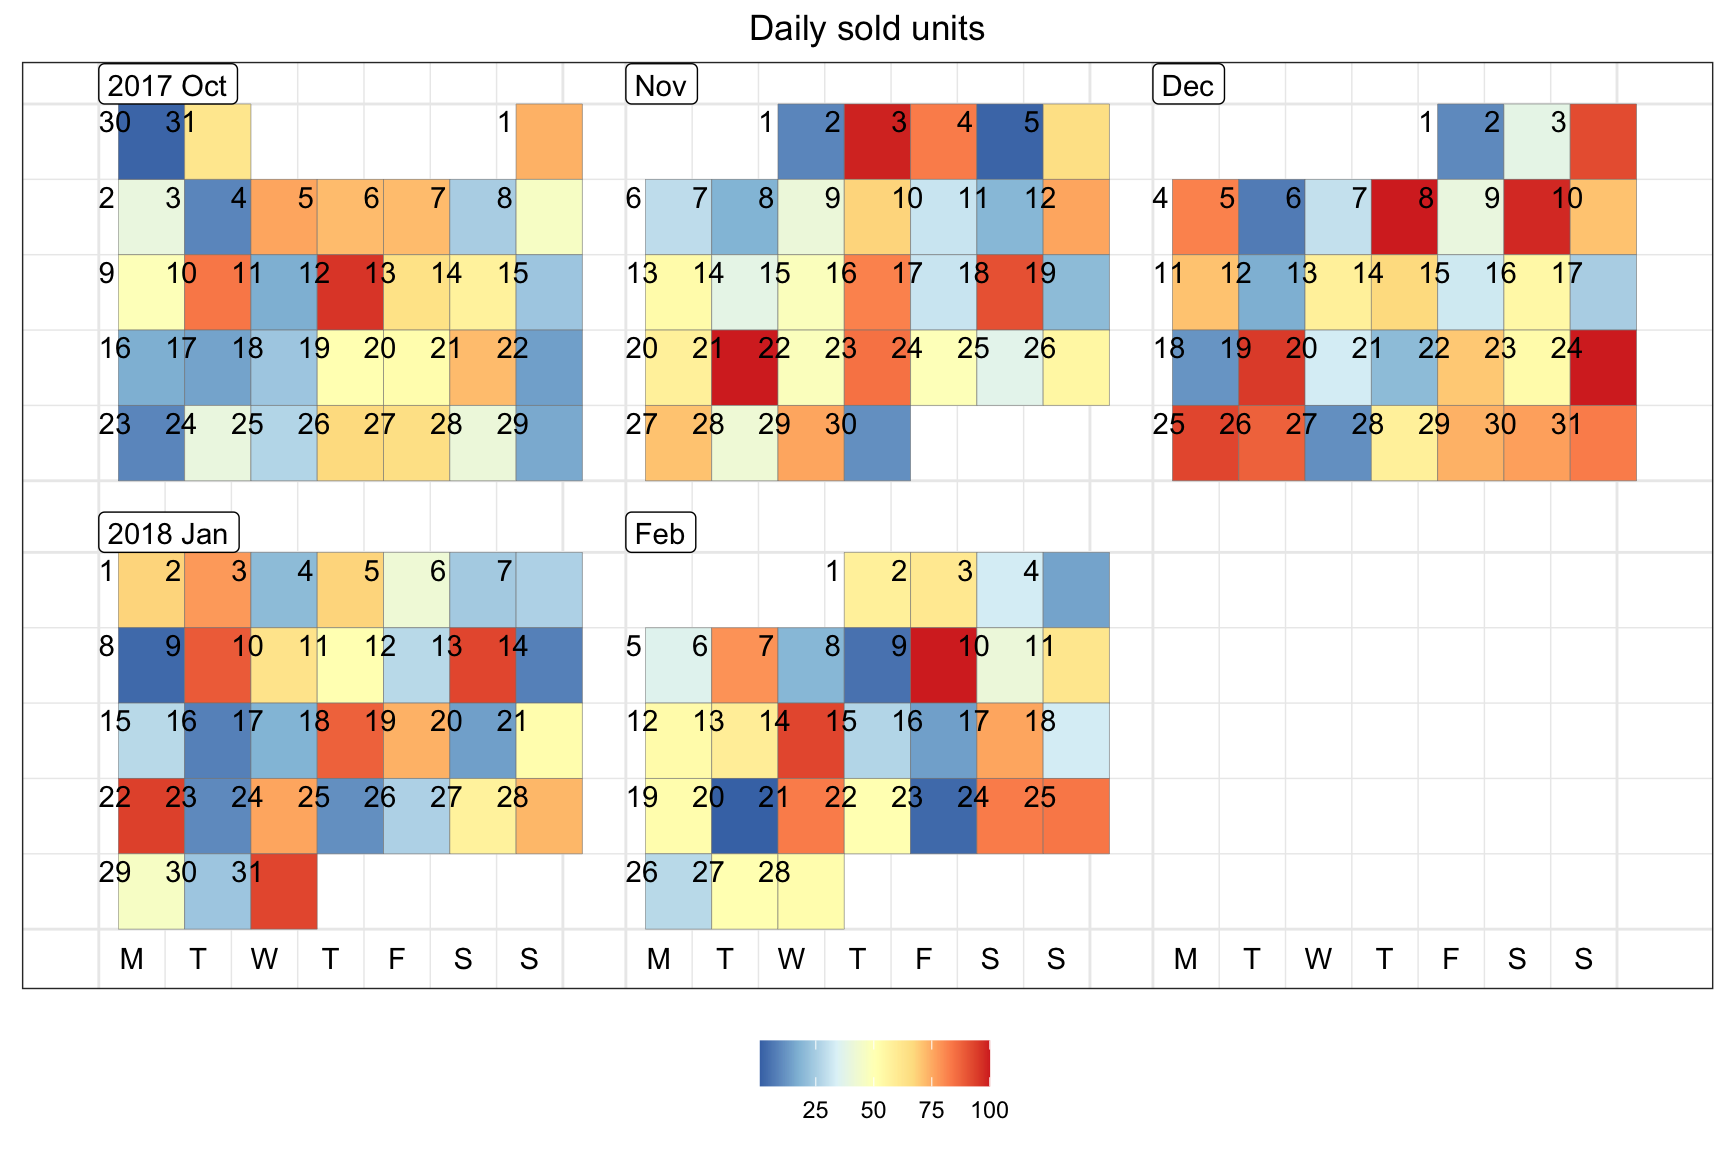 Daily sold units
2017 Oct Nov Dec
30 31 1 1 2 3 4 5 1 2 3
2 3 4 5 6 7 8 6 7 8 9 10 11 12 4 5 6 7 8 9 10
9 10 11 12 13 14 15 13 14 15 16 17 18 19 11 12 13 14 15 16 17
16 17 18 19 20 21 22 20 21 22 23 24 25 26 18 19 20 21 22 23 24
23 24 25 26 27 28 29 27 28 29 30 25 26 27 28 29 30 31
2018 Jan Feb
1 2 3 4 5 6 7 1 2 3 4
8 9 10 11 12 13 14 5 6 7 8 9 10 11
15 16 17 18 19 20 21 12 13 14 15 16 17 18
22 23 24 25 26 27 28 19 20 21 22 23 24 25
29 30 31 26 27 28
M T W T F S S M T W T F S S M T W T F S S
25 50 75 100